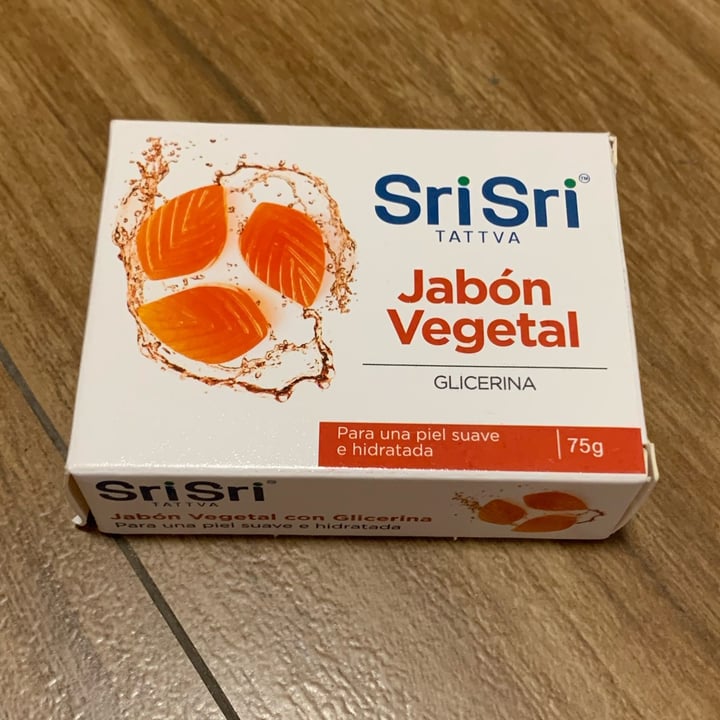 SriSri™
TATTVA
Jabón
Vegetal
GLICERINA
Para una piel suave
e hidratada
75g
SriSri
TATTVA
Jabón Vegetal con Glicerina
Para una piel suave e hidratada